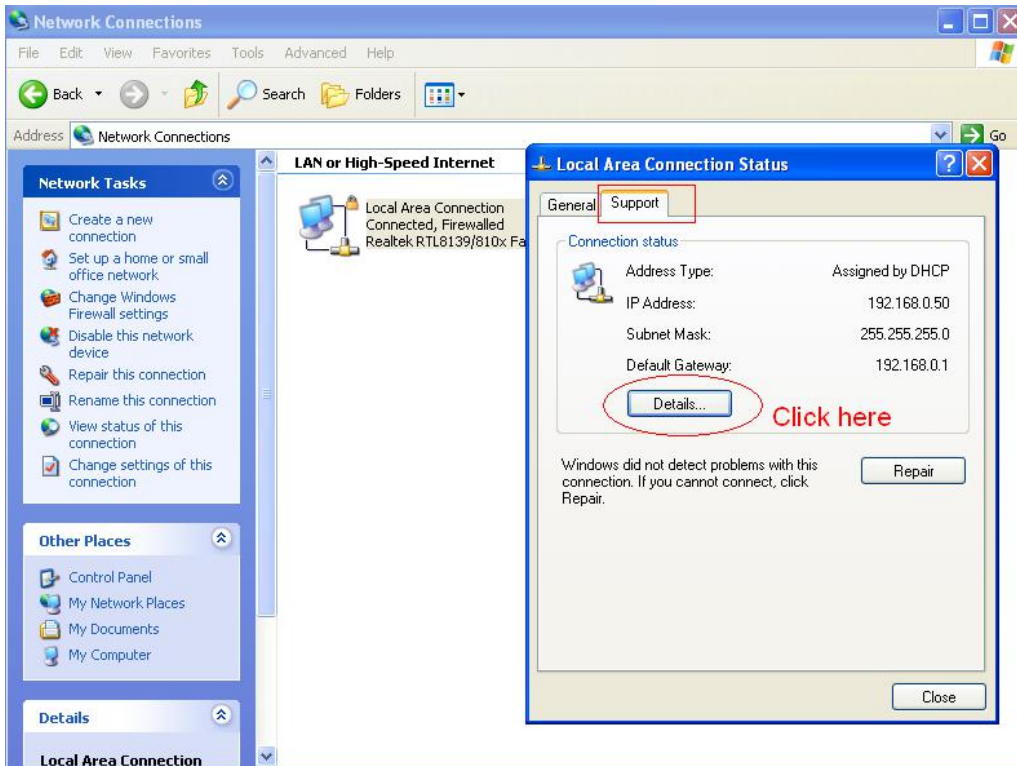 Network Connections
File Edit View Favorites Tools Advanced Help
Back Search Folders
Address Network Connections Go
Network Tasks
Create a new
connection
Set up a home or small
office network
Change Windows
Firewall settings
Disable this network
device
Repair this connection
Rename this connection
View status of this
connection
Change settings of this
connection
Other Places
Control Panel
My Network Places
My Documents
My Computer
Details
Local Area Connection
LAN or High-Speed Internet
Local Area Connection
Connected, Firewalled
Realtek RTL8139/810x Fa
Local Area Connection Status
General Support
Connection status
Address Type: Assigned by DHCP
IP Address: 192.168.0.50
Subnet Mask: 255.255.255.0
Default Gateway: 192.168.0.1
Details... Click here
Windows did not detect problems with this
connection. If you cannot connect, click
Repair.
Repair
Close